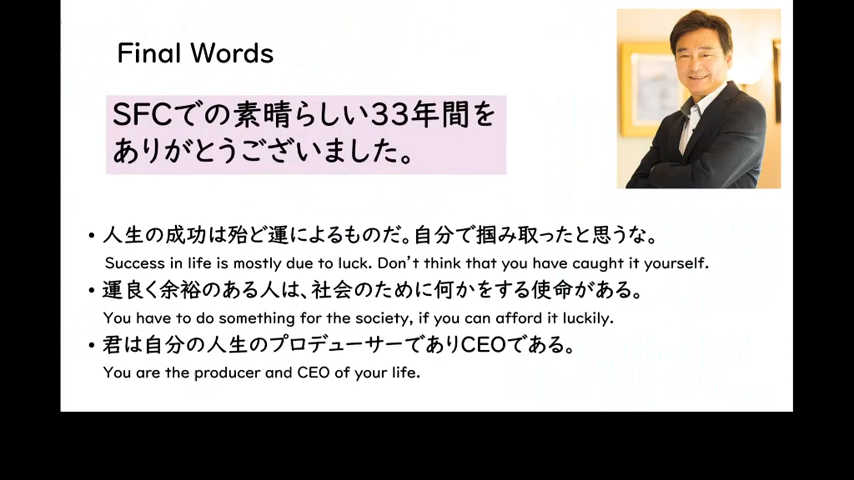 Final Words
SFCでの素晴らしい33年間を
ありがとうございました。
• 人生の成功は殆ど運によるものだ。自分で掴み取ったと思うな。
Success in life is mostly due to luck. Don't think that you have caught it yourself.
• 運良く余裕のある人は、社会のために何かをする使命がある。
You have to do something for the society, if you can afford it luckily.
• 君は自分の人生のプロデューサーでありCEOである。
You are the producer and CEO of your life.